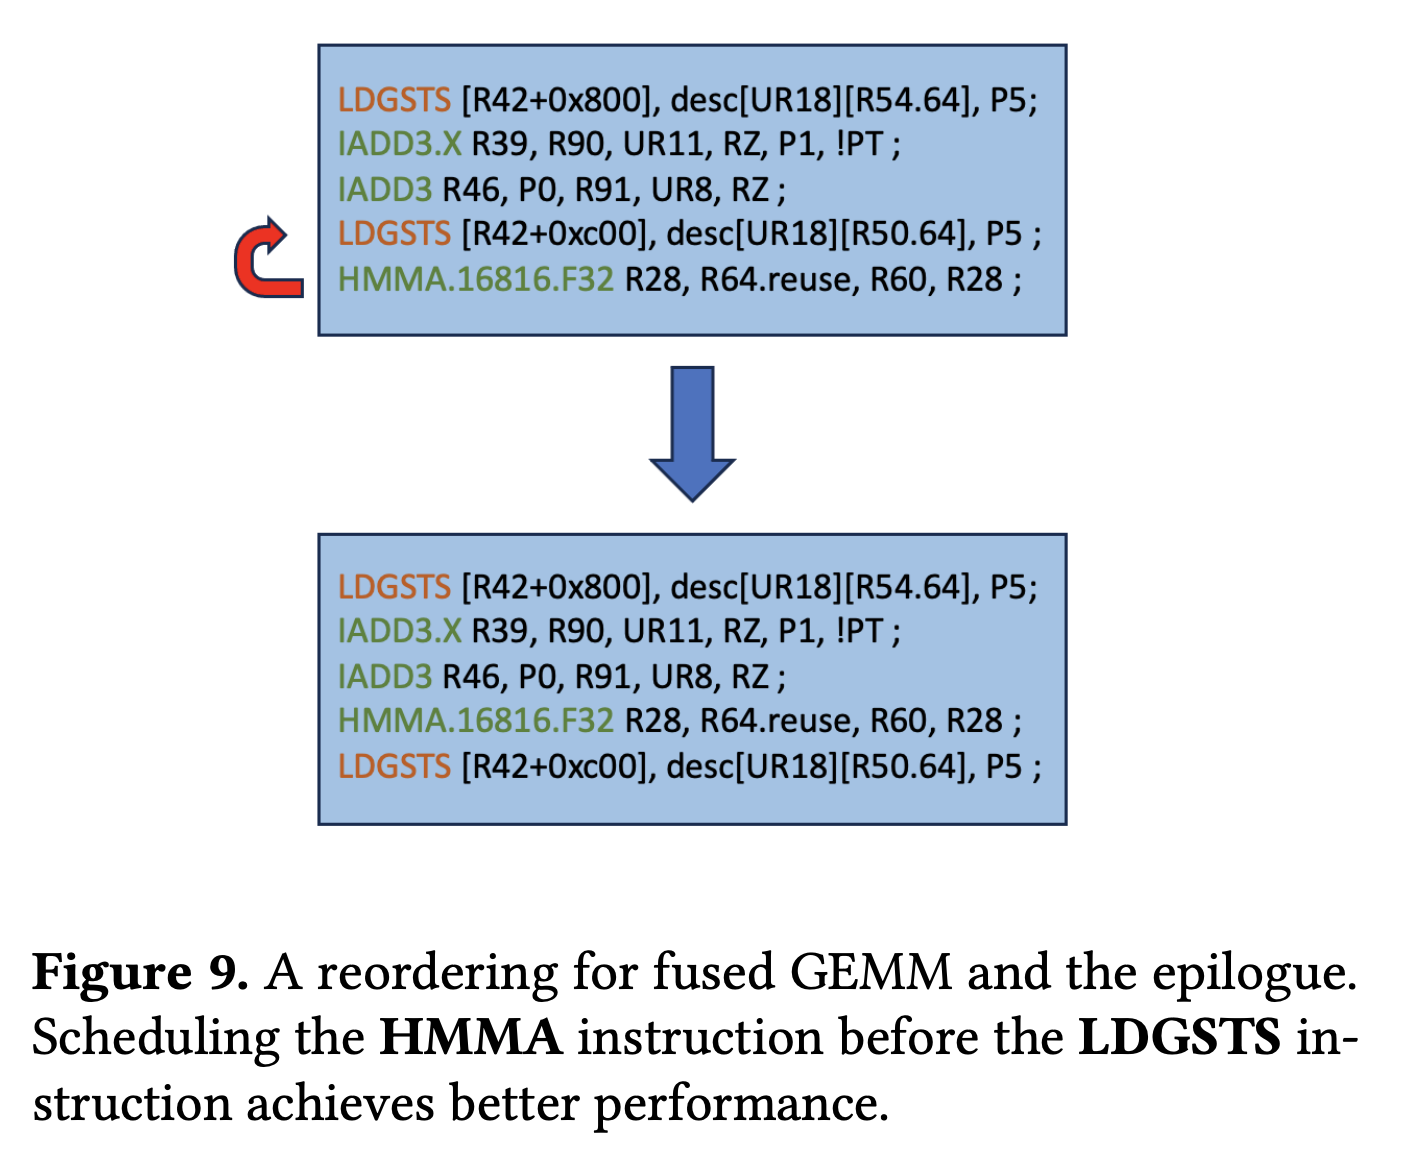 LDGSTS [R42+0x800], desc[UR18][R54.64], P5;
IADD3.X R39, R90, UR11, RZ, P1, !PT ;
IADD3 R46, P0, R91, UR8, RZ ;
LDGSTS [R42+0xc00], desc[UR18][R50.64], P5 ;
HMMA.16816.F32 R28, R64.reuse, R60, R28 ;
LDGSTS [R42+0x800], desc[UR18][R54.64], P5;
IADD3.X R39, R90, UR11, RZ, P1, !PT ;
IADD3 R46, P0, R91, UR8, RZ ;
HMMA.16816.F32 R28, R64.reuse, R60, R28 ;
LDGSTS [R42+0xc00], desc[UR18][R50.64], P5 ;
Figure 9. A reordering for fused GEMM and the epilogue.
Scheduling the HMMA instruction before the LDGSTS in-
struction achieves better performance.